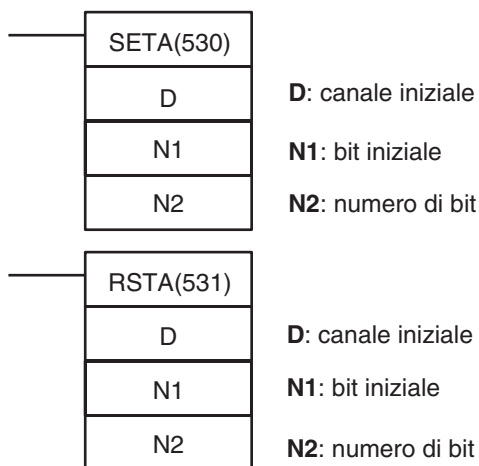 SETA(530)
D D: canale iniziale
N1 N1: bit iniziale
N2 N2: numero di bit
RSTA(531)
D D: canale iniziale
N1 N1: bit iniziale
N2 N2: numero di bit